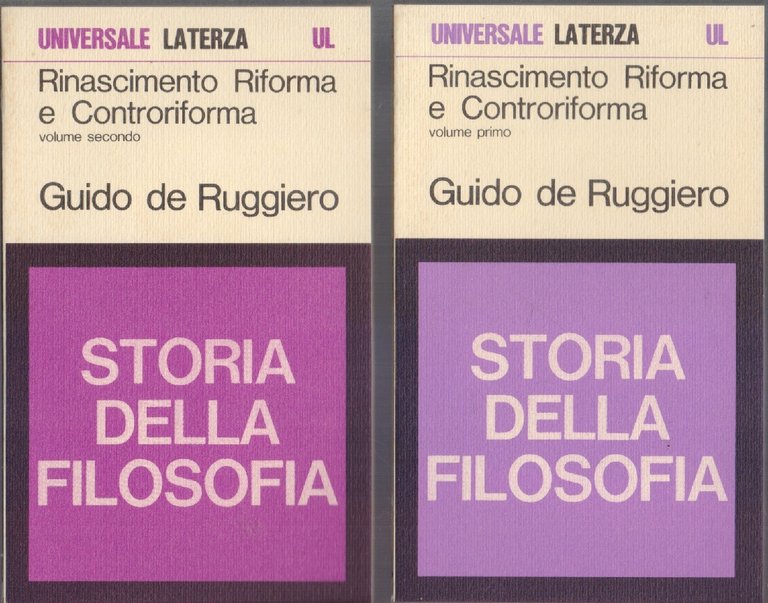 UNIVERSALE LATERZA UL
Rinascimento Riforma
e Controriforma
volume secondo
Guido de Ruggiero
STORIA
DELLA
FILOSOFIA
UNIVERSALE LATERZA UL
Rinascimento Riforma
e Controriforma
volume primo
Guido de Ruggiero
STORIA
DELLA
FILOSOFIA